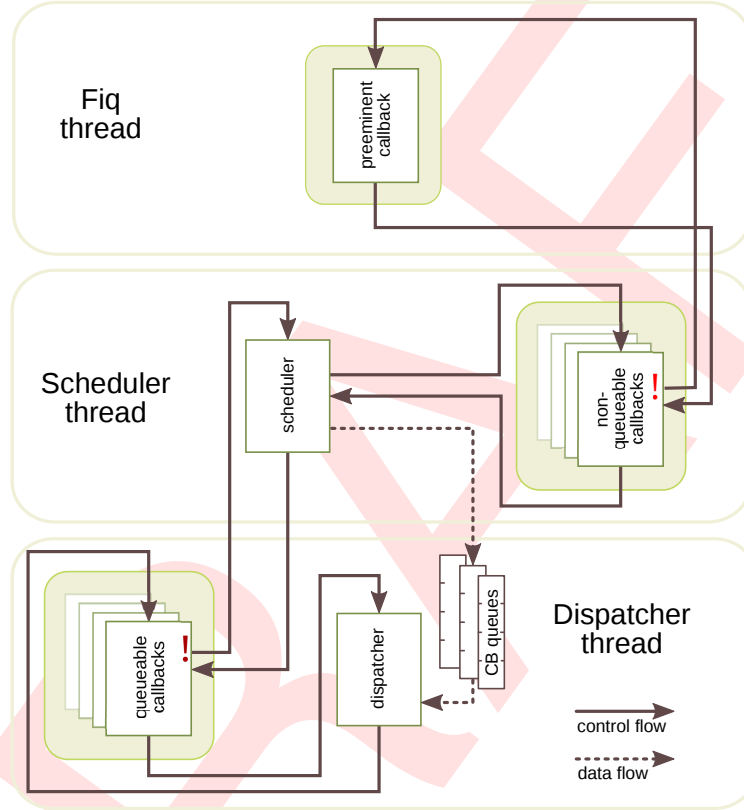 Fiq
thread
preeminent
callback
Scheduler
thread
scheduler
non-
queueable
callbacks
!
Dispatcher
thread
queueable
callbacks
!
dispatcher
CB queues
control flow
data flow